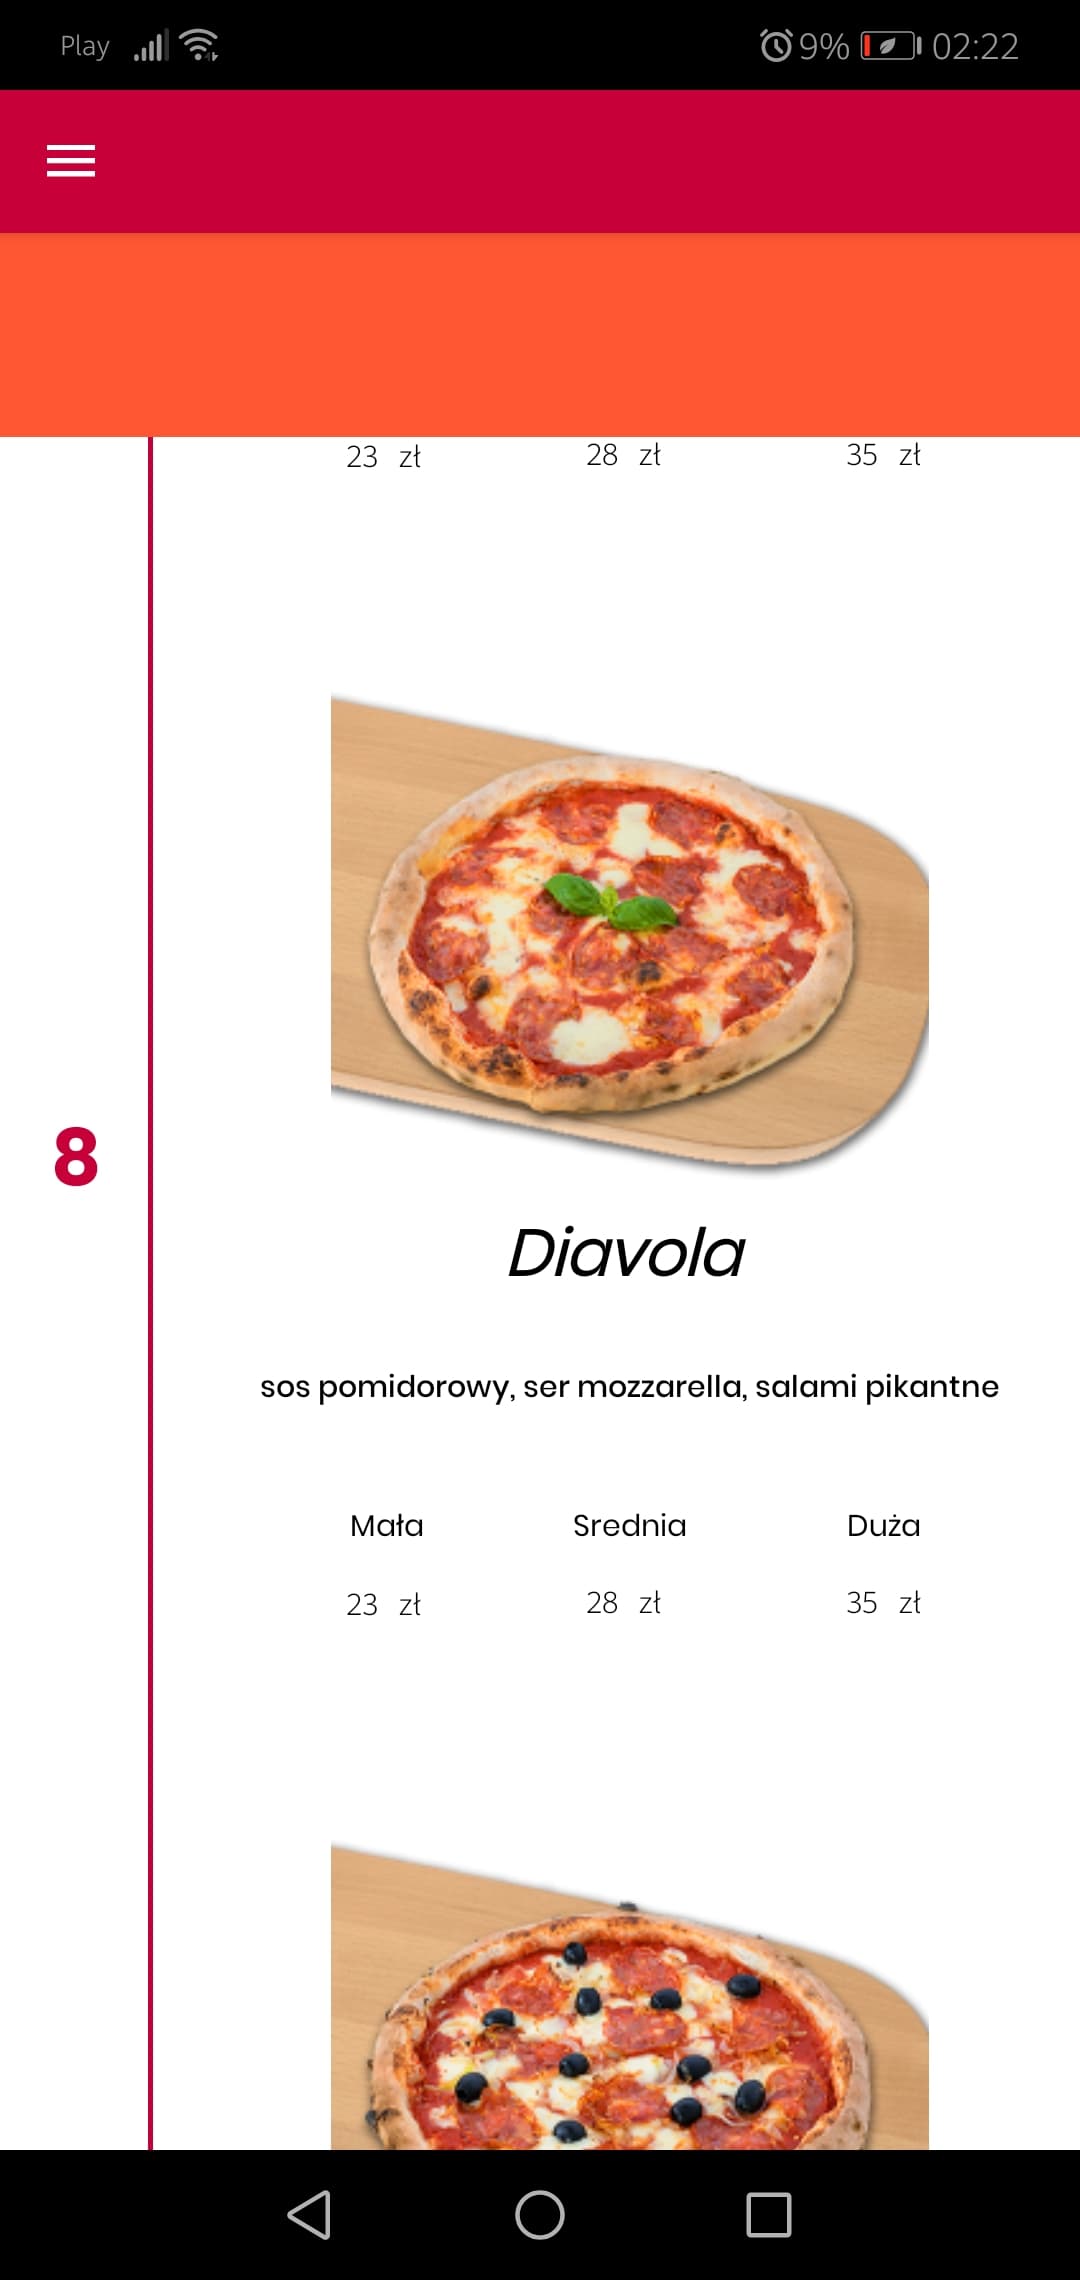 Play 9% 02:22
23 zł 28 zł 35 zł
8
Diavola
sos pomidorowy, ser mozzarella, salami pikantne
Mała Srednia Duża
23 zł 28 zł 35 zł